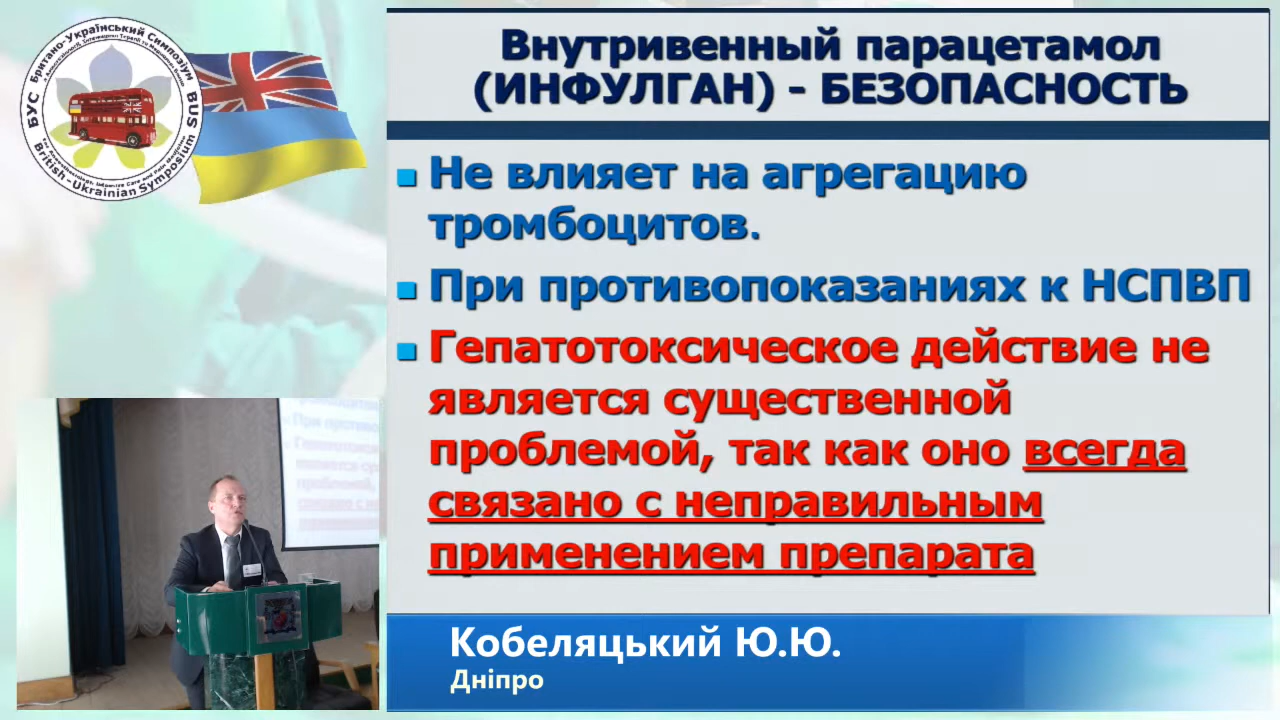 Британо-Український Симпозіум
БУС
BUS
British -Ukrainian Symposium
Внутривенный парацетамол
(ИНФУЛГАН) - БЕЗОПАСНОСТЬ
Не влияет на агрегацию
тромбоцитов.
При противопоказаниях к НСПВП
Гепатотоксическое действие не
является существенной
проблемой, так как оно всегда
связано с неправильным
применением препарата
Кобеляцький Ю.Ю.
Дніпро